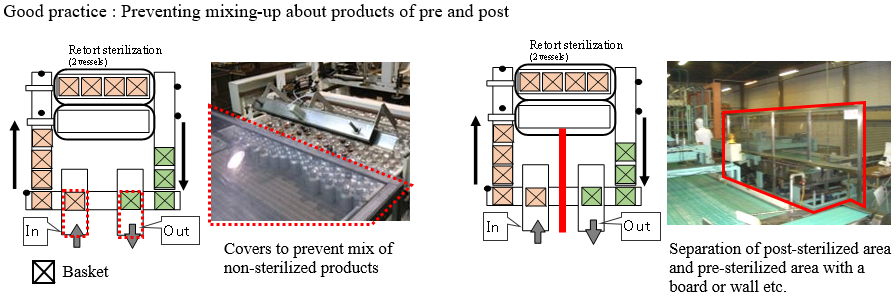 Good practice : Preventing mixing-up about products of pre and post
Retort sterilization
(2 vessels)
In
Out
Basket
Covers to prevent mix of
non-sterilized products
Retort sterilization
(2 vessels)
In
Out
Separation of post-sterilized area
and pre-sterilized area with a
board or wall etc.